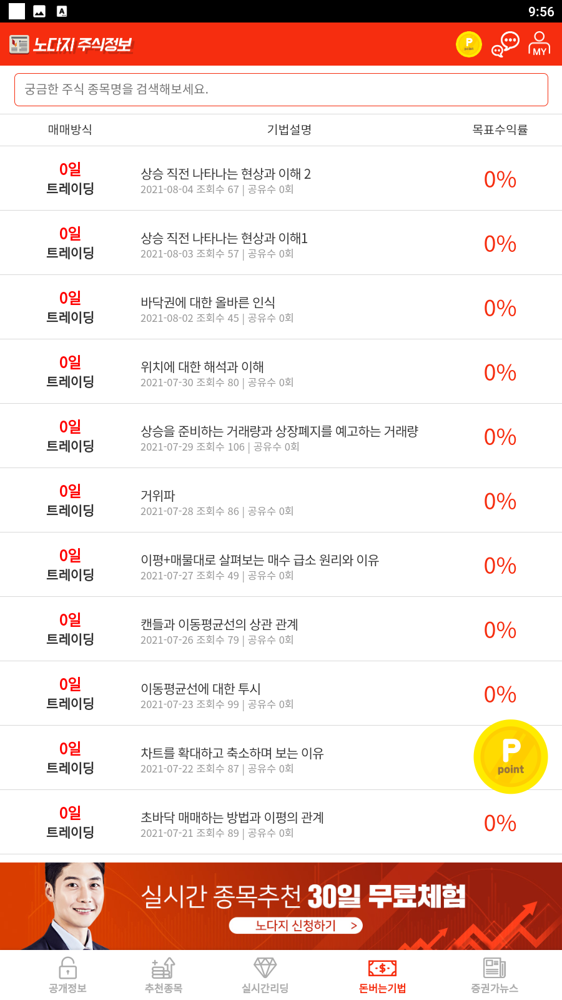 9:56
노다지 주식정보
P
point
MY
궁금한 주식 종목명을 검색해보세요.
매매방식 기법설명 목표수익률
0일
트레이딩
상승 직전 나타나는 현상과 이해 2
2021-08-04 조회수 67 | 공유수 0회
0%
0일
트레이딩
상승 직전 나타나는 현상과 이해1
2021-08-03 조회수 57 | 공유수 0회
0%
0일
트레이딩
바닥권에 대한 올바른 인식
2021-08-02 조회수 45 | 공유수 0회
0%
0일
트레이딩
위치에 대한 해석과 이해
2021-07-30 조회수 80 | 공유수 0회
0%
0일
트레이딩
상승을 준비하는 거래량과 상장폐지를 예고하는 거래량
2021-07-29 조회수 106 | 공유수 0회
0%
0일
트레이딩
거위파
2021-07-28 조회수 86 | 공유수 0회
0%
0일
트레이딩
이평+매물대로 살펴보는 매수 급소 원리와 이유
2021-07-27 조회수 49 | 공유수 0회
0%
0일
트레이딩
캔들과 이동평균선의 상관 관계
2021-07-26 조회수 79 | 공유수 0회
0%
0일
트레이딩
이동평균선에 대한 투시
2021-07-23 조회수 99 | 공유수 0회
0%
0일
트레이딩
차트를 확대하고 축소하며 보는 이유
2021-07-22 조회수 87 | 공유수 0회
P
point
0일
트레이딩
초바닥 매매하는 방법과 이평의 관계
2021-07-21 조회수 89 | 공유수 0회
0%
실시간 종목추천 30일 무료체험
노다지 신청하기 >
공개정보 추천종목 실시간리딩 돈버는기법 증권가뉴스